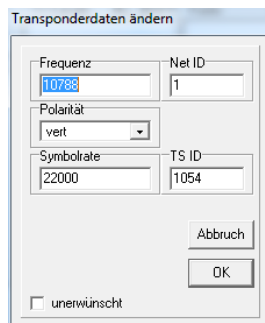 Transponderdaten ändern
Frequenz Net ID
10788 1
Polarität
vert
Symbolrate TS ID
22000 1054
Abbruch
OK
unerwünscht